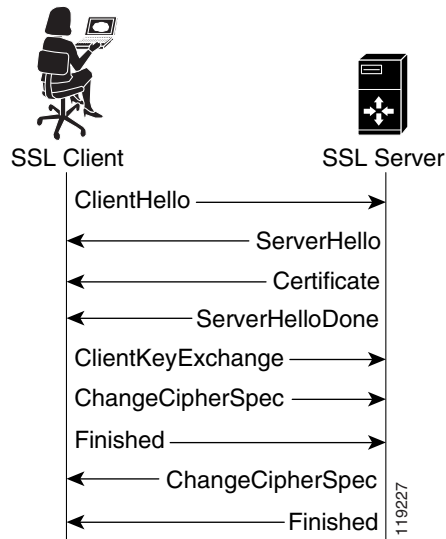 SSL Client
SSL Server
ClientHello
ServerHello
Certificate
ServerHelloDone
ClientKeyExchange
ChangeCipherSpec
Finished
ChangeCipherSpec
Finished
119227